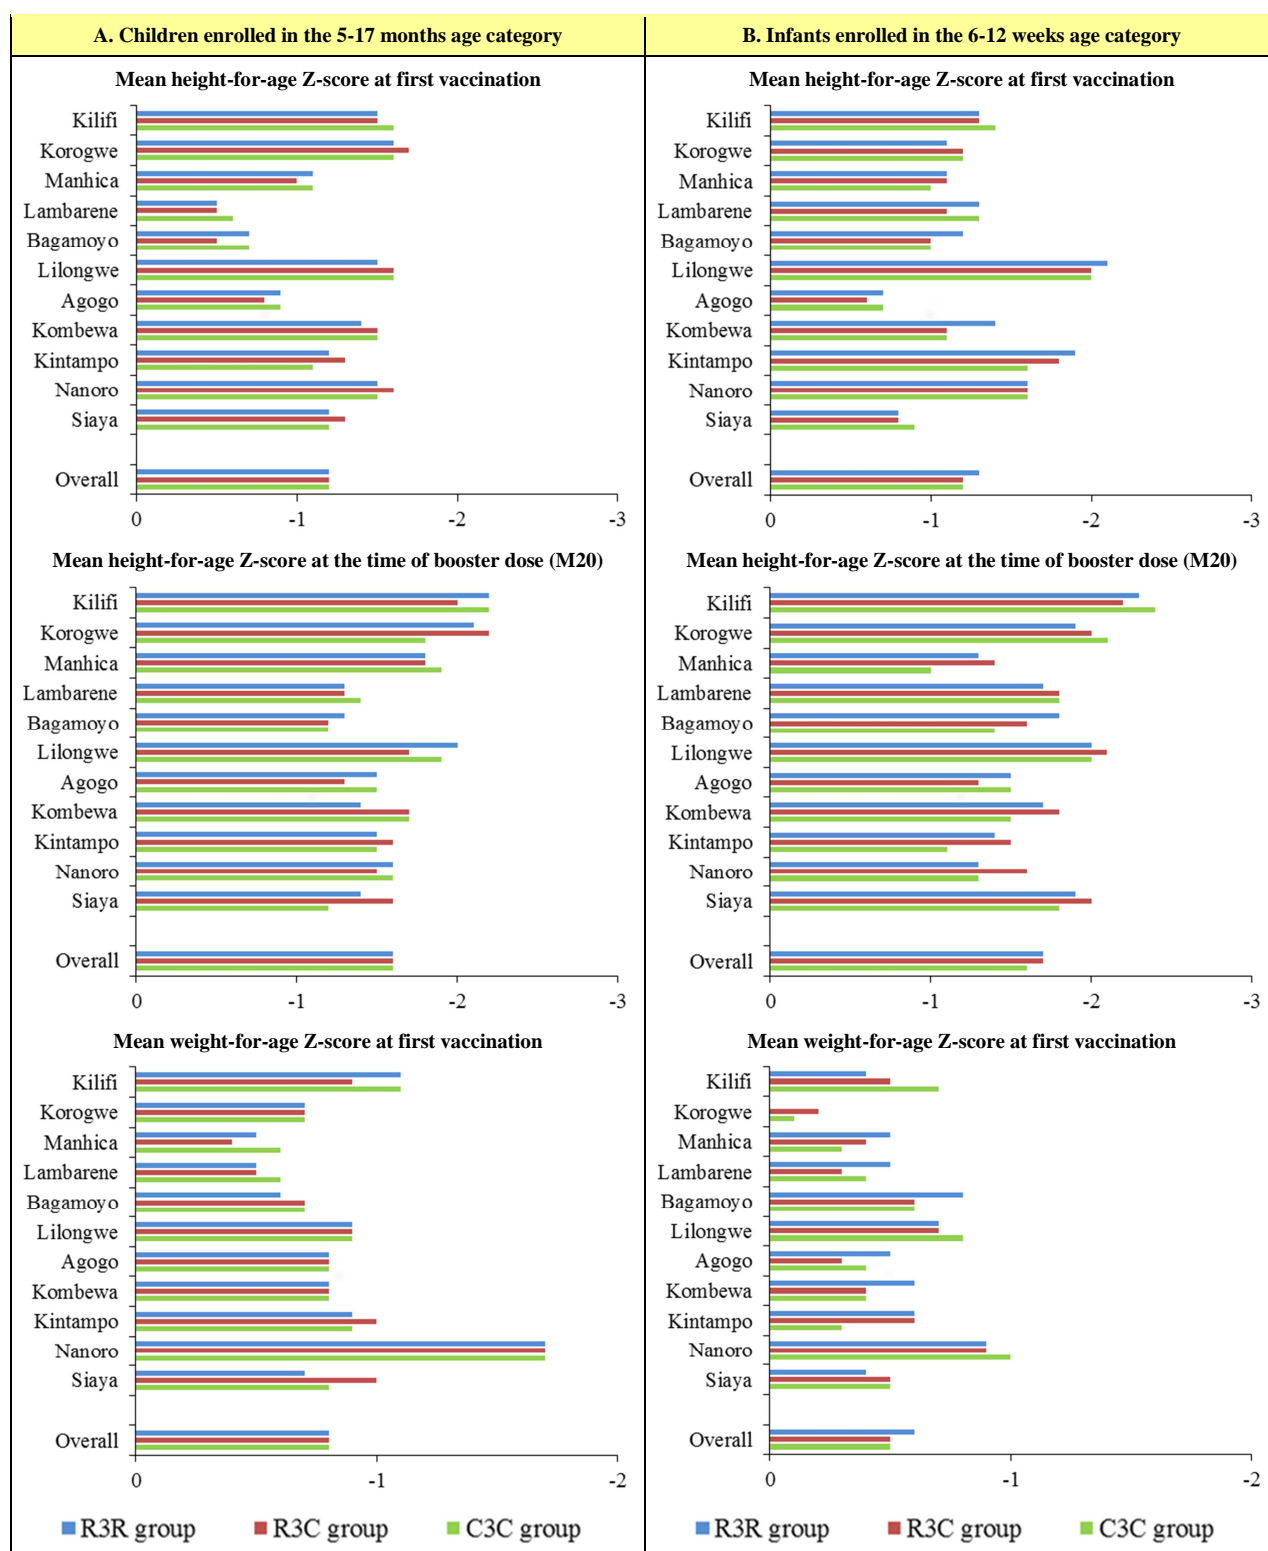 A. Children enrolled in the 5-17 months age category
Mean height-for-age Z-score at first vaccination
Kilifi
Korogwe
Manhica
Lambarene
Bagamoyo
Lilongwe
Agogo
Kombewa
Kintampo
Nanoro
Siaya
Overall
0 -1 -2 -3
Mean height-for-age Z-score at the time of booster dose (M20)
Kilifi
Korogwe
Manhica
Lambarene
Bagamoyo
Lilongwe
Agogo
Kombewa
Kintampo
Nanoro
Siaya
Overall
0 -1 -2 -3
Mean weight-for-age Z-score at first vaccination
Kilifi
Korogwe
Manhica
Lambarene
Bagamoyo
Lilongwe
Agogo
Kombewa
Kintampo
Nanoro
Siaya
Overall
0 -1 -2
R3R group R3C group C3C group
B. Infants enrolled in the 6-12 weeks age category
Mean height-for-age Z-score at first vaccination
Kilifi
Korogwe
Manhica
Lambarene
Bagamoyo
Lilongwe
Agogo
Kombewa
Kintampo
Nanoro
Siaya
Overall
0 -1 -2 -3
Mean height-for-age Z-score at the time of booster dose (M20)
Kilifi
Korogwe
Manhica
Lambarene
Bagamoyo
Lilongwe
Agogo
Kombewa
Kintampo
Nanoro
Siaya
Overall
0 -1 -2 -3
Mean weight-for-age Z-score at first vaccination
Kilifi
Korogwe
Manhica
Lambarene
Bagamoyo
Lilongwe
Agogo
Kombewa
Kintampo
Nanoro
Siaya
Overall
0 -1 -2
R3R group R3C group C3C group